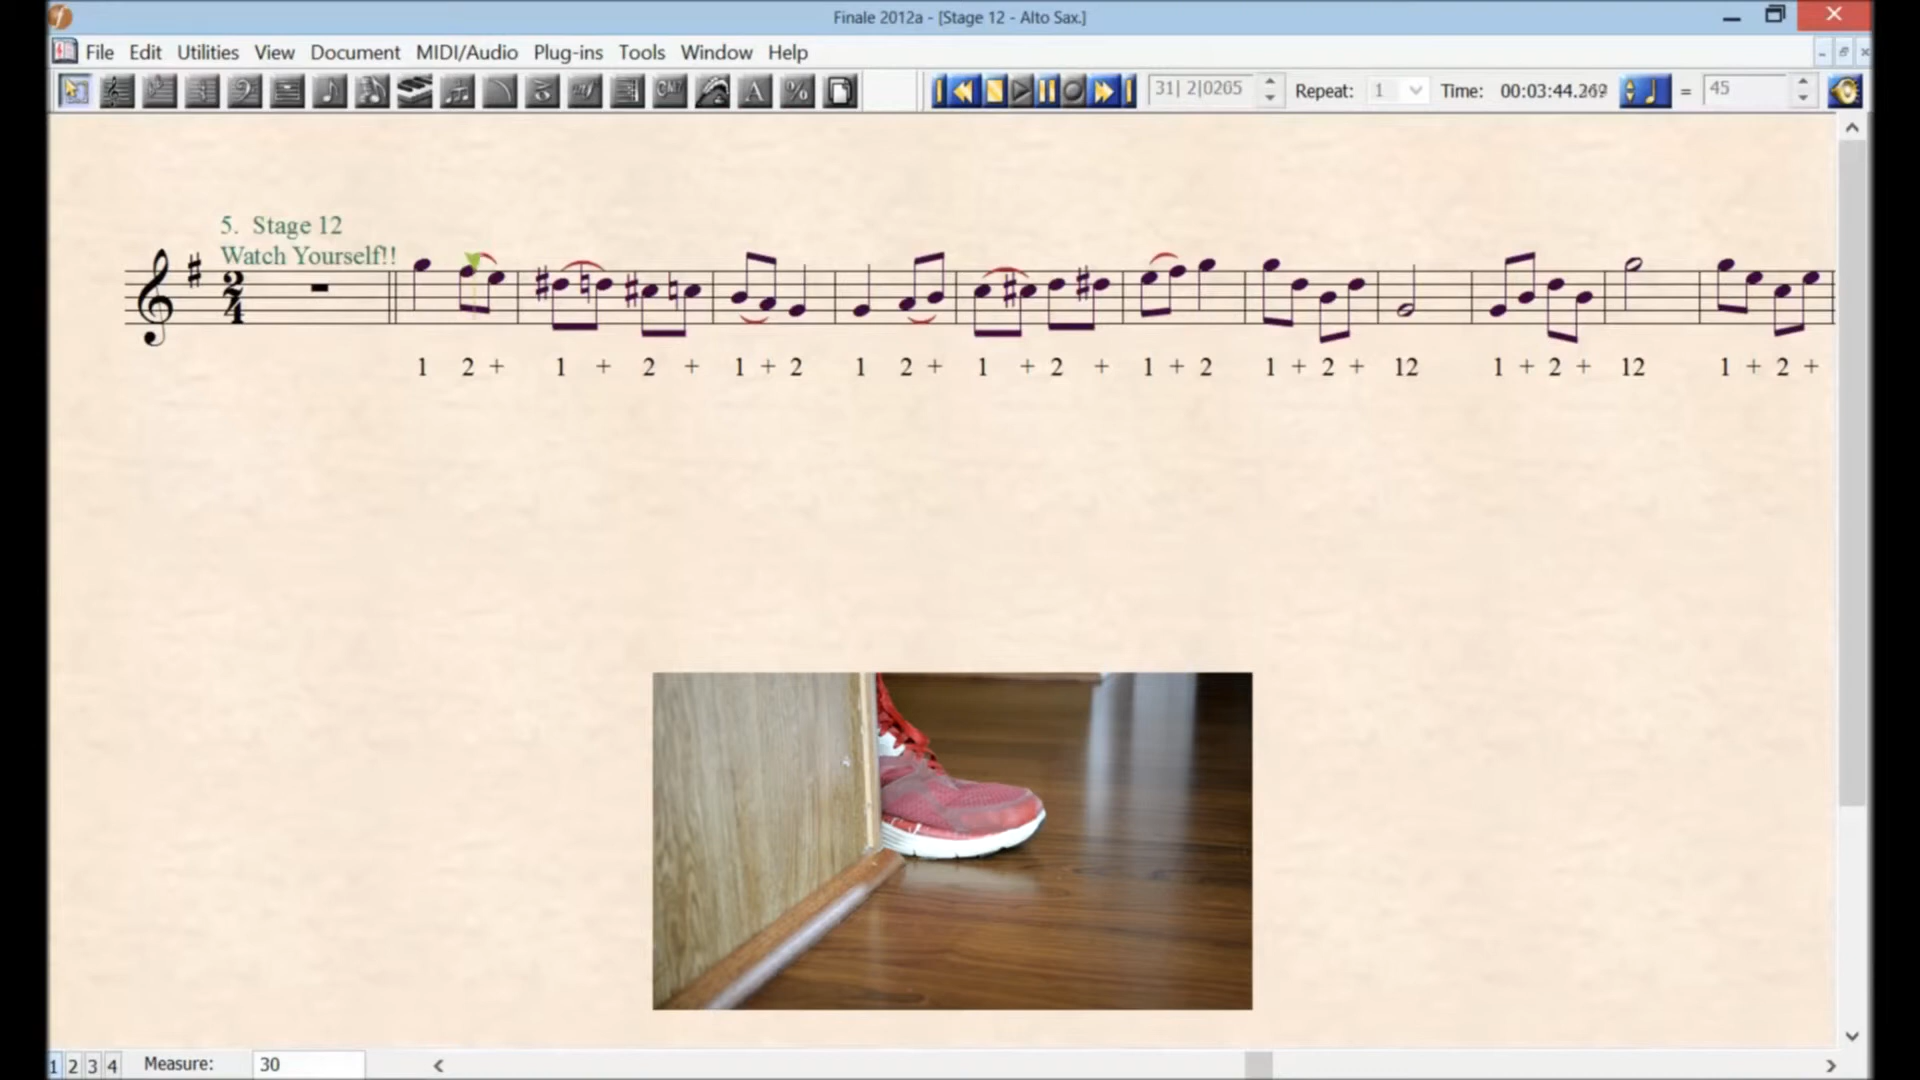 Finale 2012a - [Stage 12 - Alto Sax.]
File Edit Utilities View Document MIDI/Audio Plug-ins Tools Window Help
31| 2|0265 Repeat: 1 Time: 00:03:44.269 = 45
5. Stage 12
Watch Yourself!!
2
4
1 2 + 1 + 2 + 1 + 2 1 2 + 1 + 2 + 1 + 2 1 + 2 + 12 1 + 2 + 12 1 + 2 +
1 2 3 4 Measure: 30